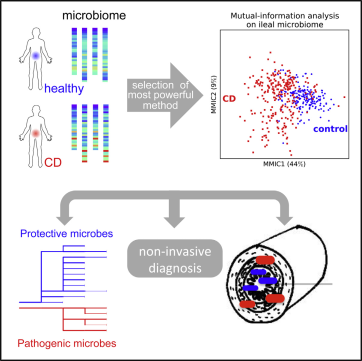 microbiome
healthy
CD
selection of
most powerful
method
Mutual-information analysis
on ileal microbiome
MMIC2 (9%)
CD
control
MMIC1 (44%)
Protective microbes
non-invasive
diagnosis
Pathogenic microbes